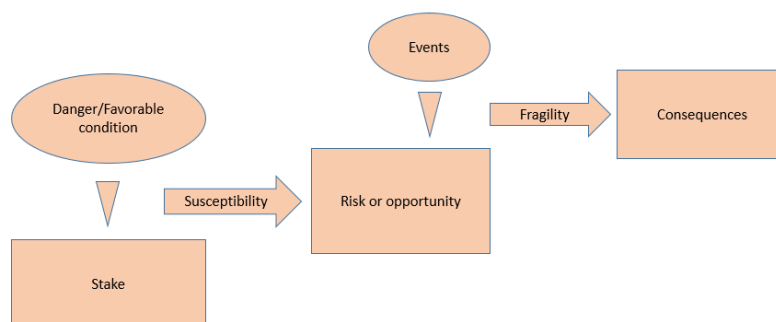 Events
Danger/Favorable
condition
Fragility
Consequences
Susceptibility
Risk or opportunity
Stake